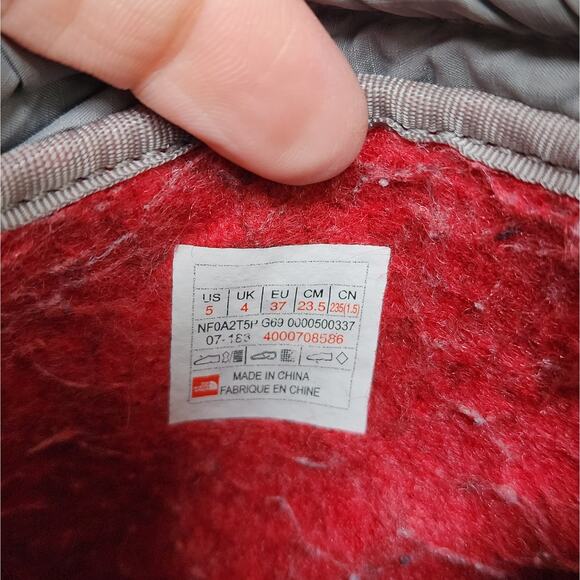 US UK EU CM CN
5 4 37 23.5 235(1.5)
NF0A2T5P G69 0000500337
07-183 4000708586
MADE IN CHINA
FABRIQUE EN CHINE